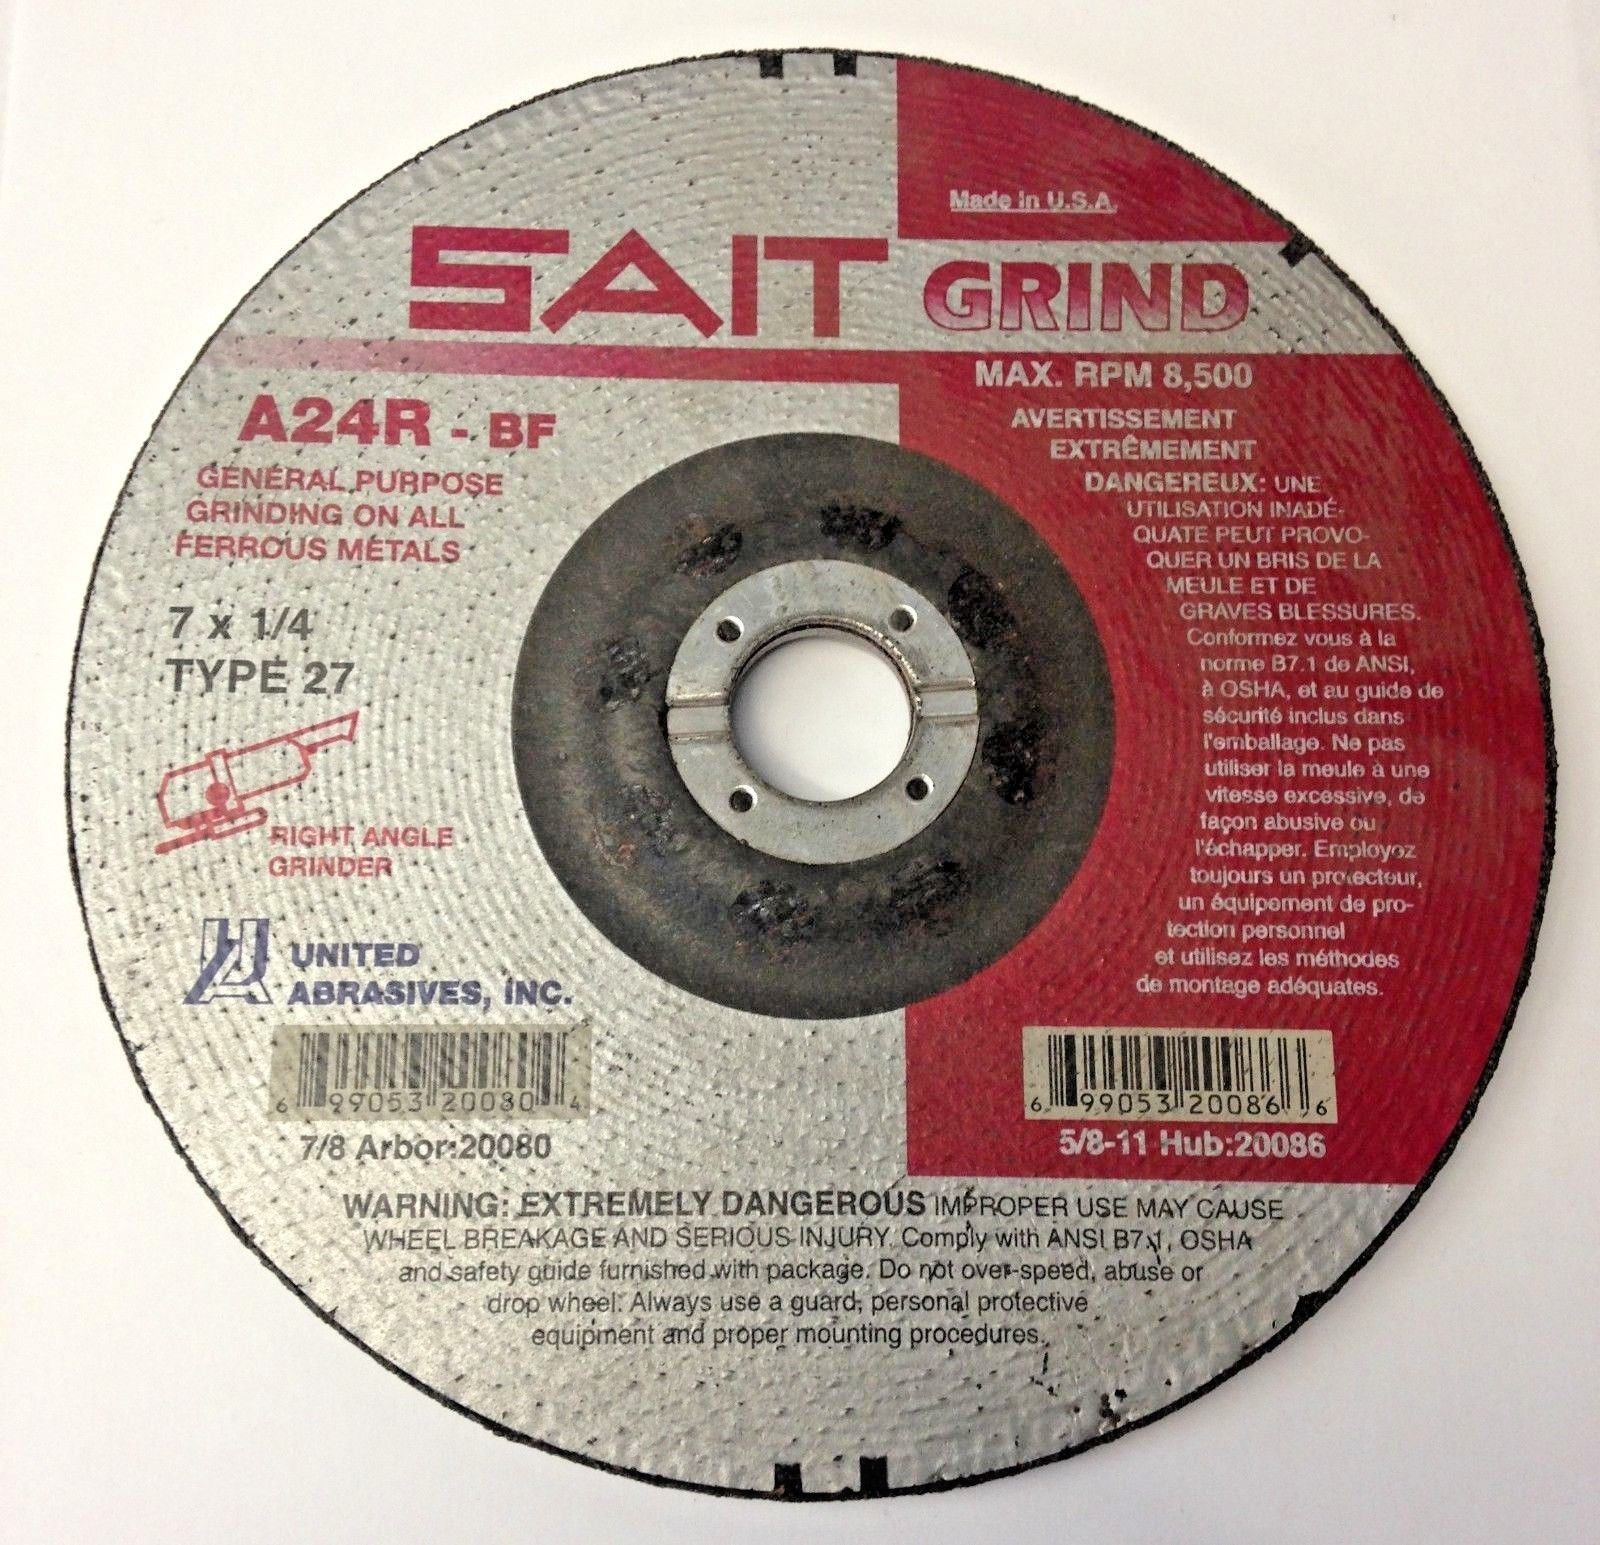 Made in U.S.A.
SAIT GRIND
MAX. RPM 8,500
A24R - BF
GENERAL PURPOSE
GRINDING ON ALL
FERROUS METALS
7 x 1/4
TYPE 27
RIGHT ANGLE
GRINDER
UA UNITED
ABRASIVES, INC.
6 99053 20080 4
7/8 Arbor:20080
AVERTISSEMENT
EXTRÊMEMENT
DANGEREUX: UNE
UTILISATION INADÉ-
QUATE PEUT PROVO-
QUER UN BRIS DE LA
MEULE ET DE
GRAVES BLESSURES.
Conformez vous à la
norme B7.1 de ANSI,
à OSHA, et au guide de
sécurité inclus dans
l'emballage. Ne pas
utiliser la meule à une
vitesse excessive, de
façon abusive ou
l'échapper. Employez
toujours un protecteur,
un équipement de pro-
tection personnel
et utilisez les méthodes
de montage adéquates.
6 99053 20086 6
5/8-11 Hub:20086
WARNING: EXTREMELY DANGEROUS IMPROPER USE MAY CAUSE
WHEEL BREAKAGE AND SERIOUS INJURY. Comply with ANSI B7.1, OSHA
and safety guide furnished with package. Do not over-speed, abuse or
drop wheel. Always use a guard, personal protective
equipment and proper mounting procedures.